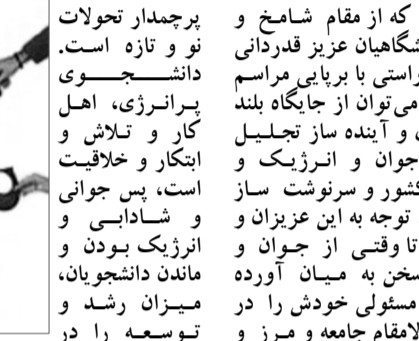 که از مقام شامخ و
شگاهیان عزیز قدردانی
راستی با برپایی مراسم
می‌توان از جایگاه بلند
و آینده ساز تجلیل
جوان و انرژیک و
کشور و سرنوشت ساز
توجه به این عزیزان و
تا وقتی از جوان و
سخن به میان آورده
مسئولی خودش را در
لامقام جامعه و مرز و
پرچمدار تحولات
نو و تازه است.
دانشجوی
پرانرژی، اهل
کار و تلاش و
ابتکار و خلاقیت
است، پس جوانی
و شادابی و
انرژیک بودن و
ماندن دانشجویان،
میزان رشد و
توسعه را در